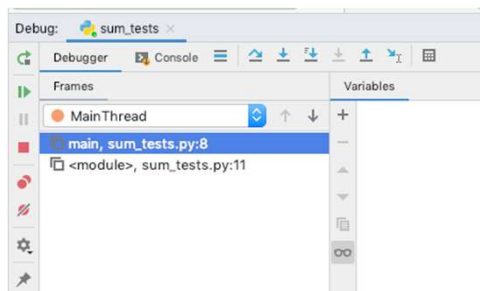 Debug: sum_tests
Debugger Console
Frames Variables
MainThread
main, sum_tests.py:8
<module>, sum_tests.py:11